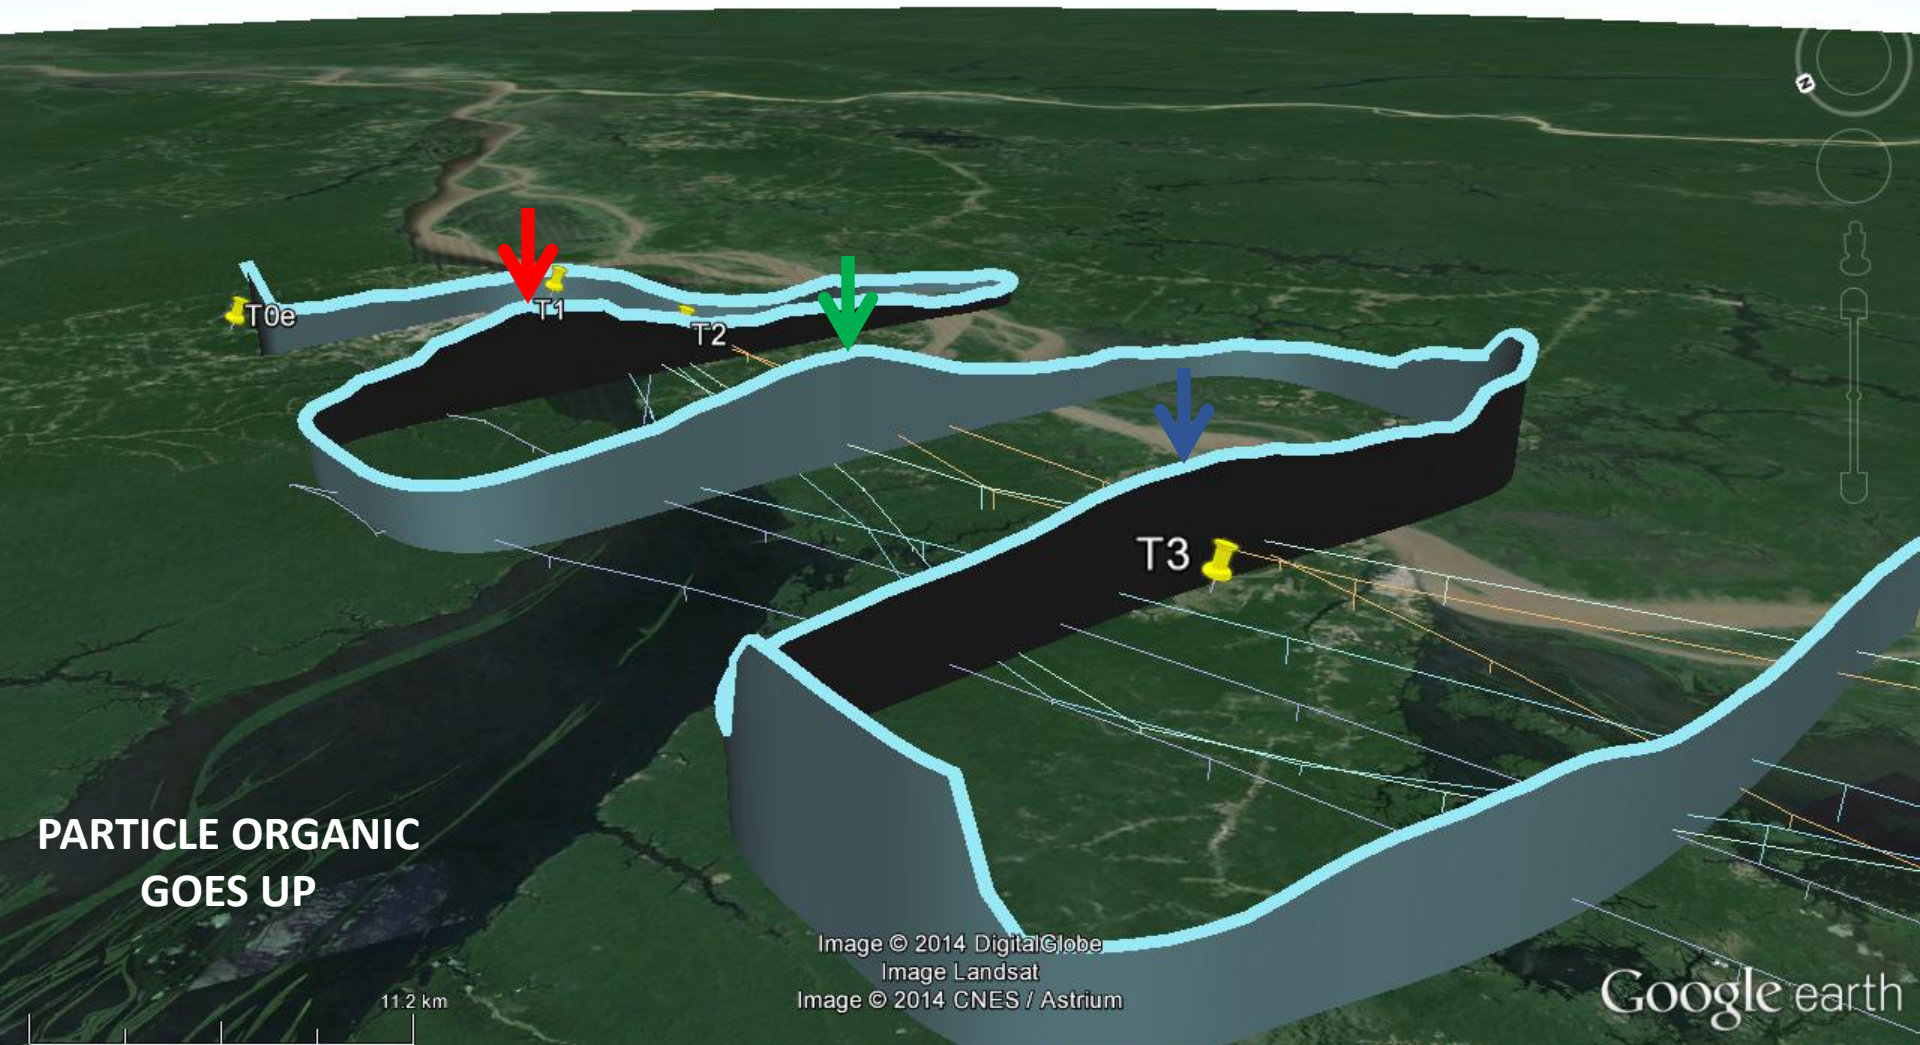 N
T0e
T1
T2
T3
PARTICLE ORGANIC
GOES UP
11.2 km
Image © 2014 DigitalGlobe
Image Landsat
Image © 2014 CNES / Astrium
Google earth